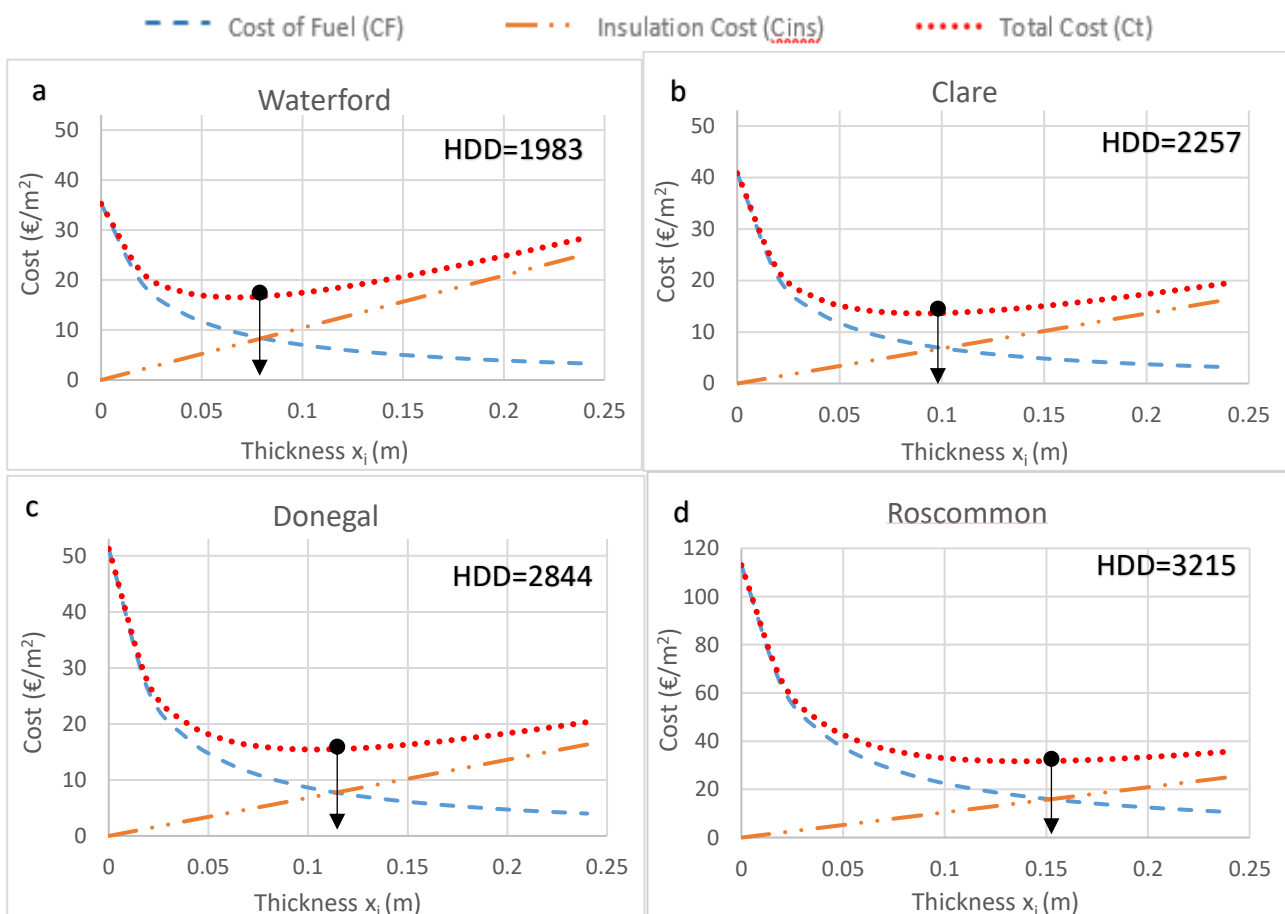 Cost of Fuel (CF) Insulation Cost (Cins) Total Cost (Ct)
a
Waterford
HDD=1983
50
40
30
20
10
0
Cost (€/m²)
0 0.05 0.1 0.15 0.2 0.25
Thickness xᵢ (m)
b
Clare
HDD=2257
50
40
30
20
10
0
Cost (€/m²)
0 0.05 0.1 0.15 0.2 0.25
Thickness xᵢ (m)
c
Donegal
HDD=2844
50
40
30
20
10
0
Cost (€/m²)
0 0.05 0.1 0.15 0.2 0.25
Thickness xᵢ (m)
d
Roscommon
HDD=3215
120
100
80
60
40
20
0
Cost (€/m²)
0 0.05 0.1 0.15 0.2 0.25
Thickness xᵢ (m)